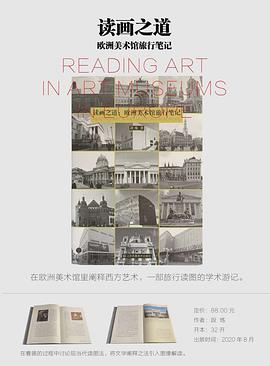 读画之道
欧洲美术馆旅行笔记
READING ART
IN ART MUSEUMS
读画之道：欧洲美术馆旅行笔记
在欧洲美术馆里阐释西方艺术，一部旅行读图的学术游记。
定价：88.00 元
作者：段 炼
开本：32 开
出版时间：2020 年 8 月
在看画的过程中讨论后当代读图法，将文学阐释之法引入图像解读。